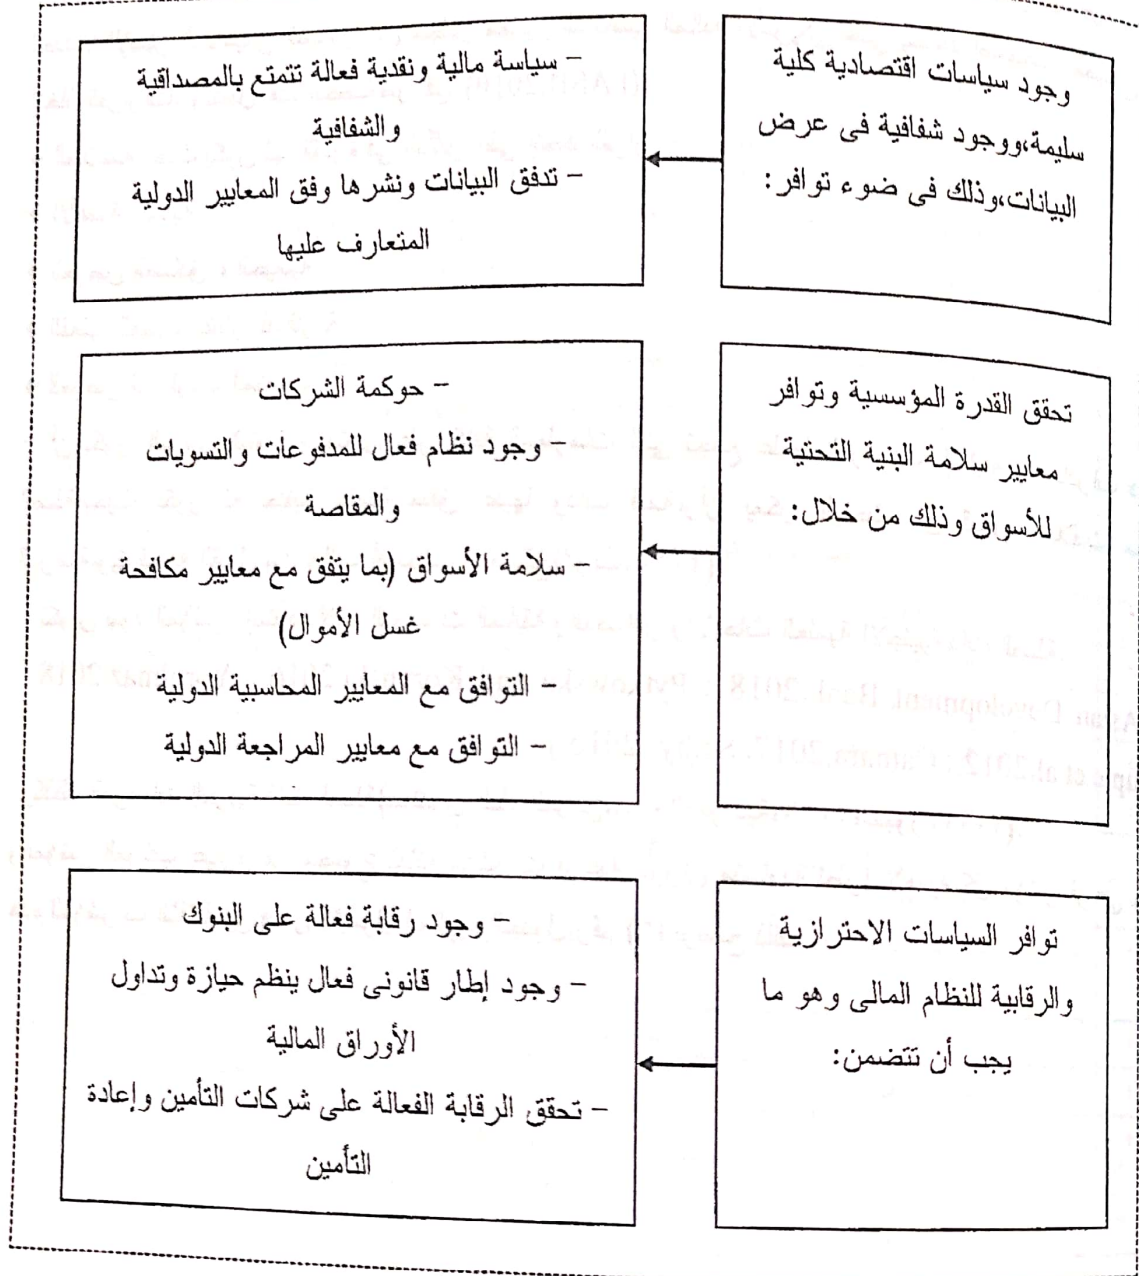 وجود سياسات اقتصادية كلية
سليمة،ووجود شفافية فى عرض
البيانات،وذلك فى ضوء توافر:
– سياسة مالية ونقدية فعالة تتمتع بالمصداقية
والشفافية
– تدفق البيانات ونشرها وفق المعايير الدولية
المتعارف عليها
تحقق القدرة المؤسسية وتوافر
معايير سلامة البنية التحتية
للأسواق وذلك من خلال:
– حوكمة الشركات
– وجود نظام فعال للمدفوعات والتسويات
والمقاصة
– سلامة الأسواق (بما يتفق مع معايير مكافحة
غسل الأموال)
– التوافق مع المعايير المحاسبية الدولية
– التوافق مع معايير المراجعة الدولية
توافر السياسات الاحترازية
والرقابية للنظام المالى وهو ما
يجب أن تتضمن:
– وجود رقابة فعالة على البنوك
– وجود إطار قانونى فعال ينظم حيازة وتداول
الأوراق المالية
– تحقق الرقابة الفعالة على شركات التأمين وإعادة
التأمين